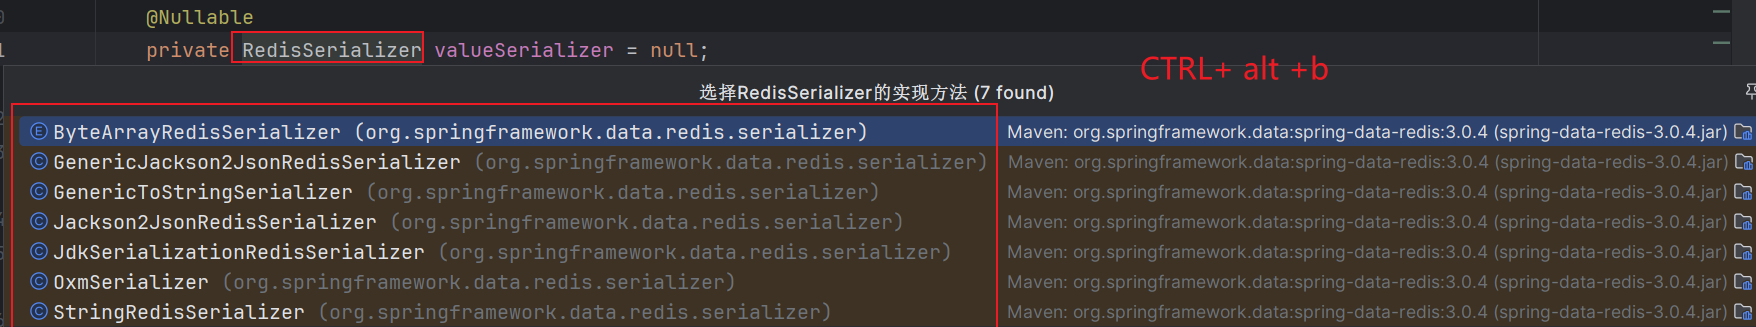 @Nullable
private RedisSerializer valueSerializer = null;
CTRL+ alt +b
选择RedisSerializer的实现方法 (7 found)
ByteArrayRedisSerializer (org.springframework.data.redis.serializer) Maven: org.springframework.data:spring-data-redis:3.0.4 (spring-data-redis-3.0.4.jar)
GenericJackson2JsonRedisSerializer (org.springframework.data.redis.serializer) Maven: org.springframework.data:spring-data-redis:3.0.4 (spring-data-redis-3.0.4.jar)
GenericToStringSerializer (org.springframework.data.redis.serializer) Maven: org.springframework.data:spring-data-redis:3.0.4 (spring-data-redis-3.0.4.jar)
Jackson2JsonRedisSerializer (org.springframework.data.redis.serializer) Maven: org.springframework.data:spring-data-redis:3.0.4 (spring-data-redis-3.0.4.jar)
JdkSerializationRedisSerializer (org.springframework.data.redis.serializer) Maven: org.springframework.data:spring-data-redis:3.0.4 (spring-data-redis-3.0.4.jar)
OxmSerializer (org.springframework.data.redis.serializer) Maven: org.springframework.data:spring-data-redis:3.0.4 (spring-data-redis-3.0.4.jar)
StringRedisSerializer (org.springframework.data.redis.serializer) Maven: org.springframework.data:spring-data-redis:3.0.4 (spring-data-redis-3.0.4.jar)